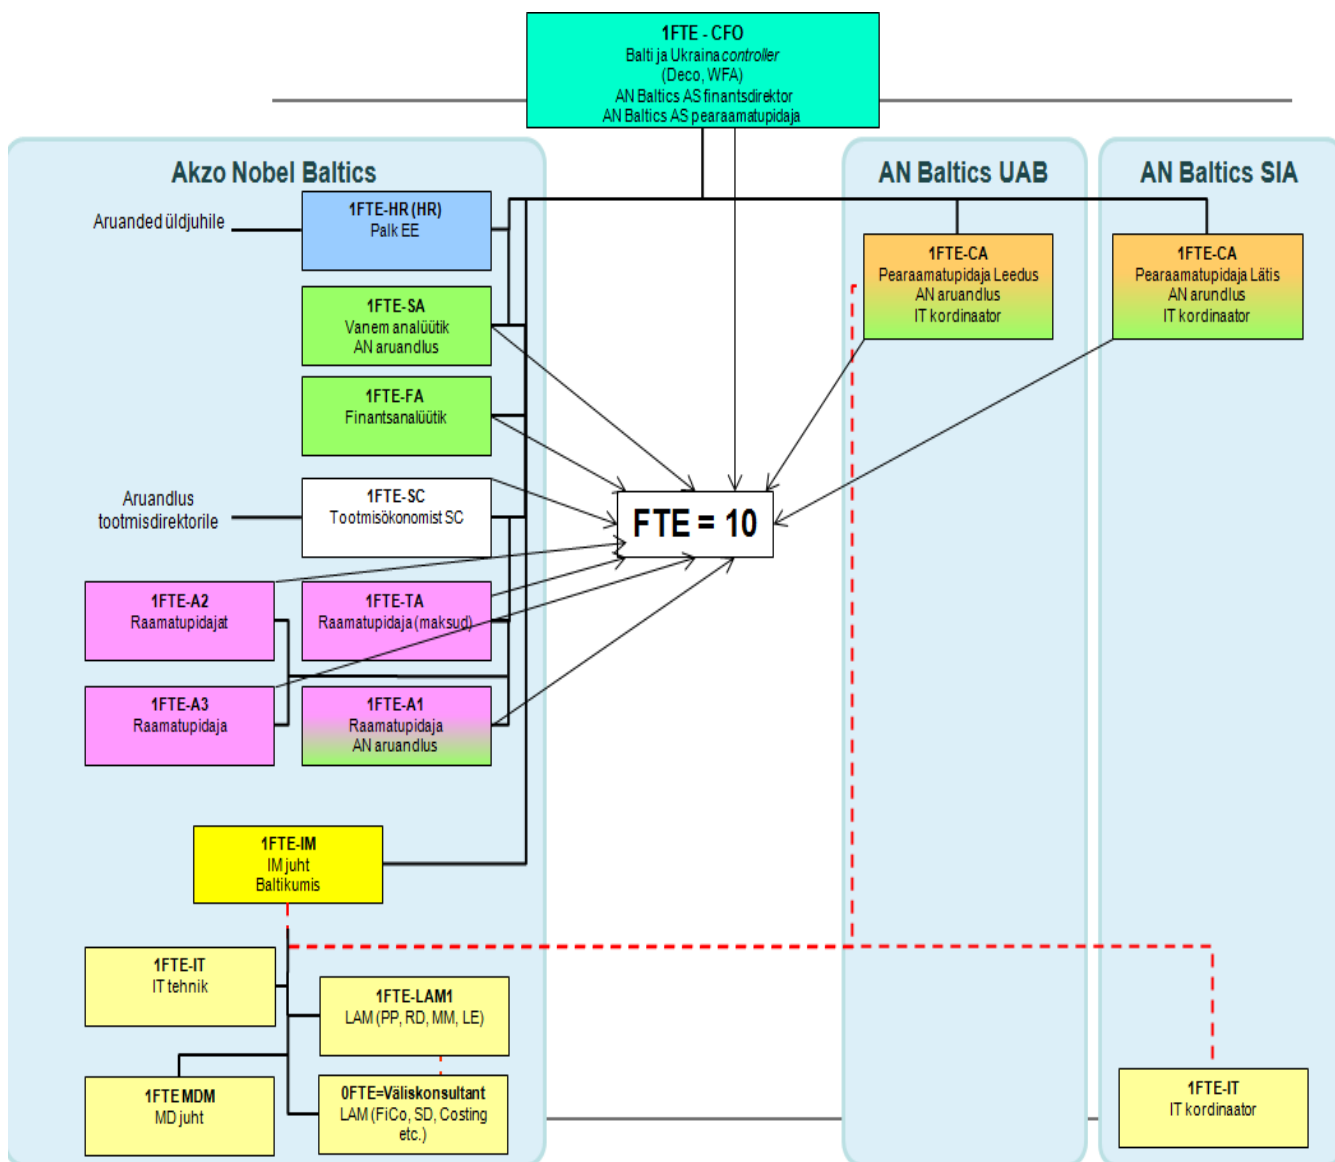 1FTE - CFO
Balti ja Ukraina controller
(Deco, WFA)
AN Baltics AS finantsdirektor
AN Baltics AS pearaamatupidaja
Akzo Nobel Baltics
AN Baltics UAB
AN Baltics SIA
Aruanded üldjuhile
1FTE-HR (HR)
Palk EE
1FTE-CA
Pearaamatupidaja Leedus
AN aruandlus
IT kordinaator
1FTE-CA
Pearaamatupidaja Lätis
AN arundlus
IT kordinaator
1FTE-SA
Vanem analüütik
AN aruandlus
1FTE-FA
Finantsanalüütik
Aruandlus
tootmisdirektorile
1FTE-SC
Tootmisökonomist SC
FTE = 10
1FTE-A2
Raamatupidajat
1FTE-TA
Raamatupidaja (maksud)
1FTE-A3
Raamatupidaja
1FTE-A1
Raamatupidaja
AN aruandlus
1FTE-IM
IM juht
Baltikumis
1FTE-IT
IT tehnik
1FTE-LAM1
LAM (PP, RD, MM, LE)
1FTE MDM
MD juht
0FTE=Väliskonsultant
LAM (FiCo, SD, Costing
etc.)
1FTE-IT
IT kordinaator